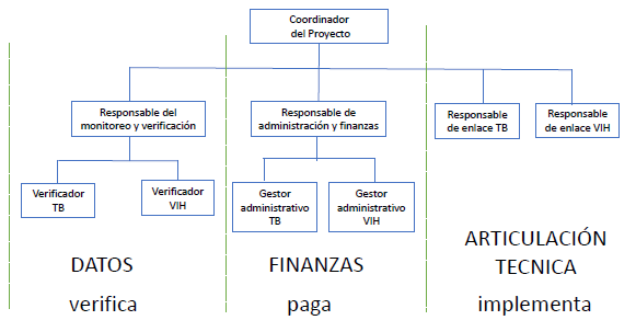 Coordinador
del Proyecto
Responsable del
monitoreo y verificación
Responsable de
administración y finanzas
Responsable
de enlace TB
Responsable
de enlace VIH
Verificador
TB
Verificador
VIH
Gestor
administrativo
TB
Gestor
administrativo
VIH
DATOS
verifica
FINANZAS
paga
ARTICULACIÓN
TECNICA
implementa